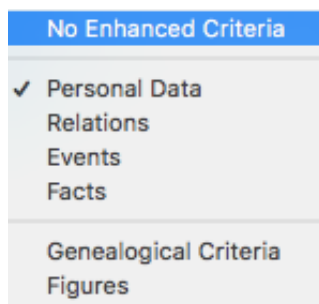 No Enhanced Criteria
✓ Personal Data
Relations
Events
Facts
Genealogical Criteria
Figures